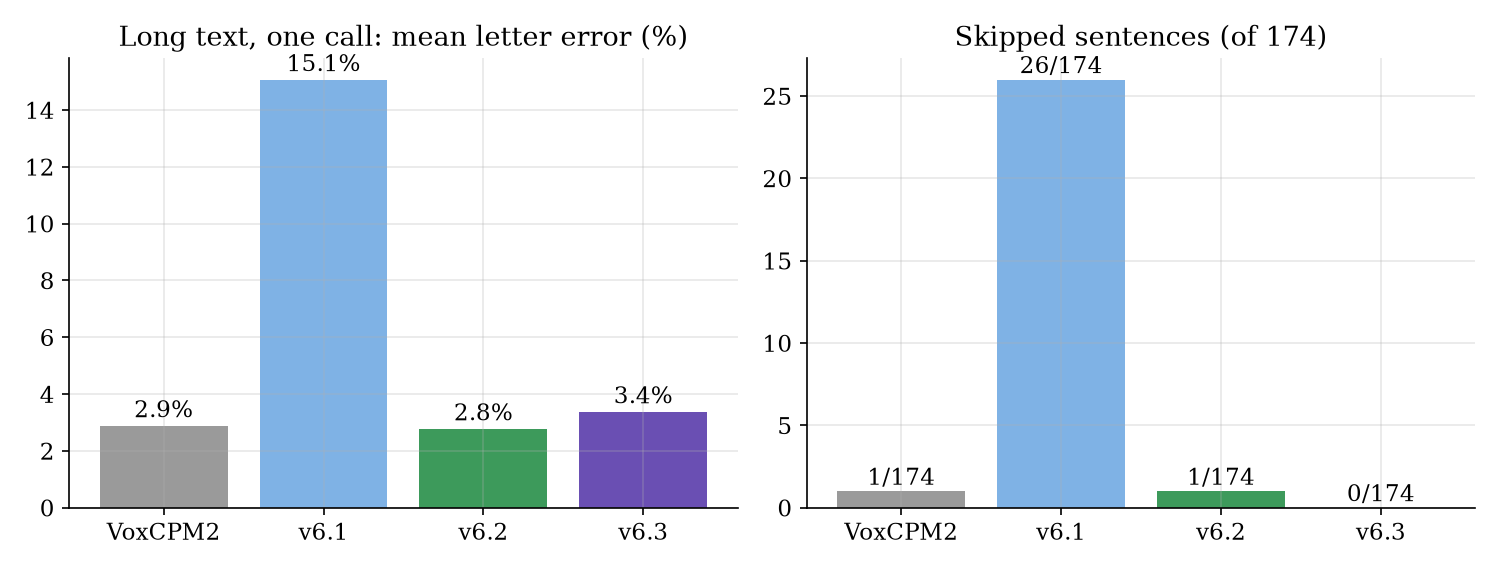 Long text, one call: mean letter error (%)
15.1%
14
12
10
8
6
4
2
0
2.9%
2.8%
3.4%
VoxCPM2
v6.1
v6.2
v6.3
Skipped sentences (of 174)
26/174
25
20
15
10
5
0
1/174
1/174
0/174
VoxCPM2
v6.1
v6.2
v6.3